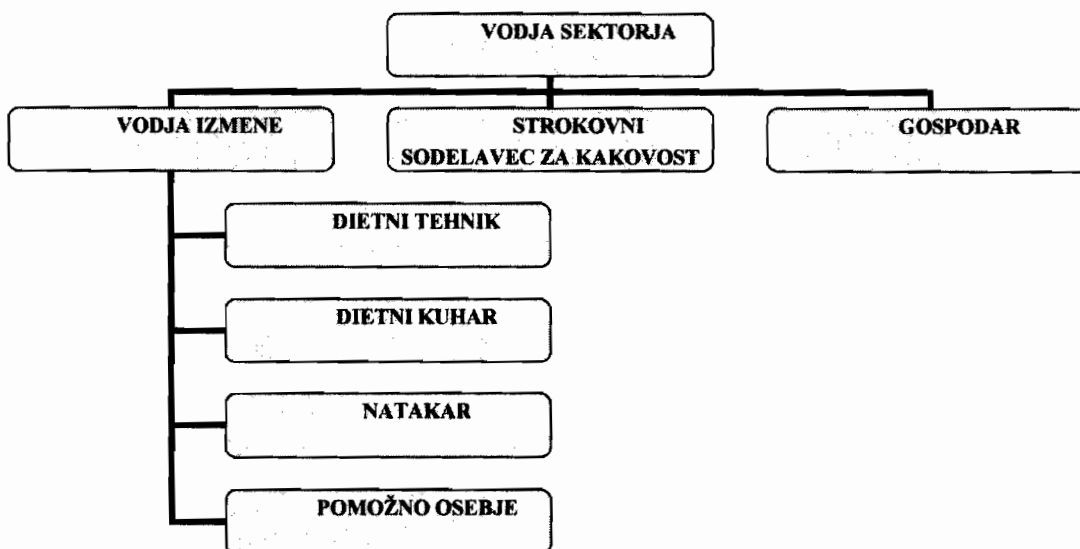 VODJA SEKTORJA
VODJA IZMENE
STROKOVNI
SODELAVEC ZA KAKOVOST
GOSPODAR
DIETNI TEHNIK
DIETNI KUHAR
NATAKAR
POMOŽNO OSEBJE